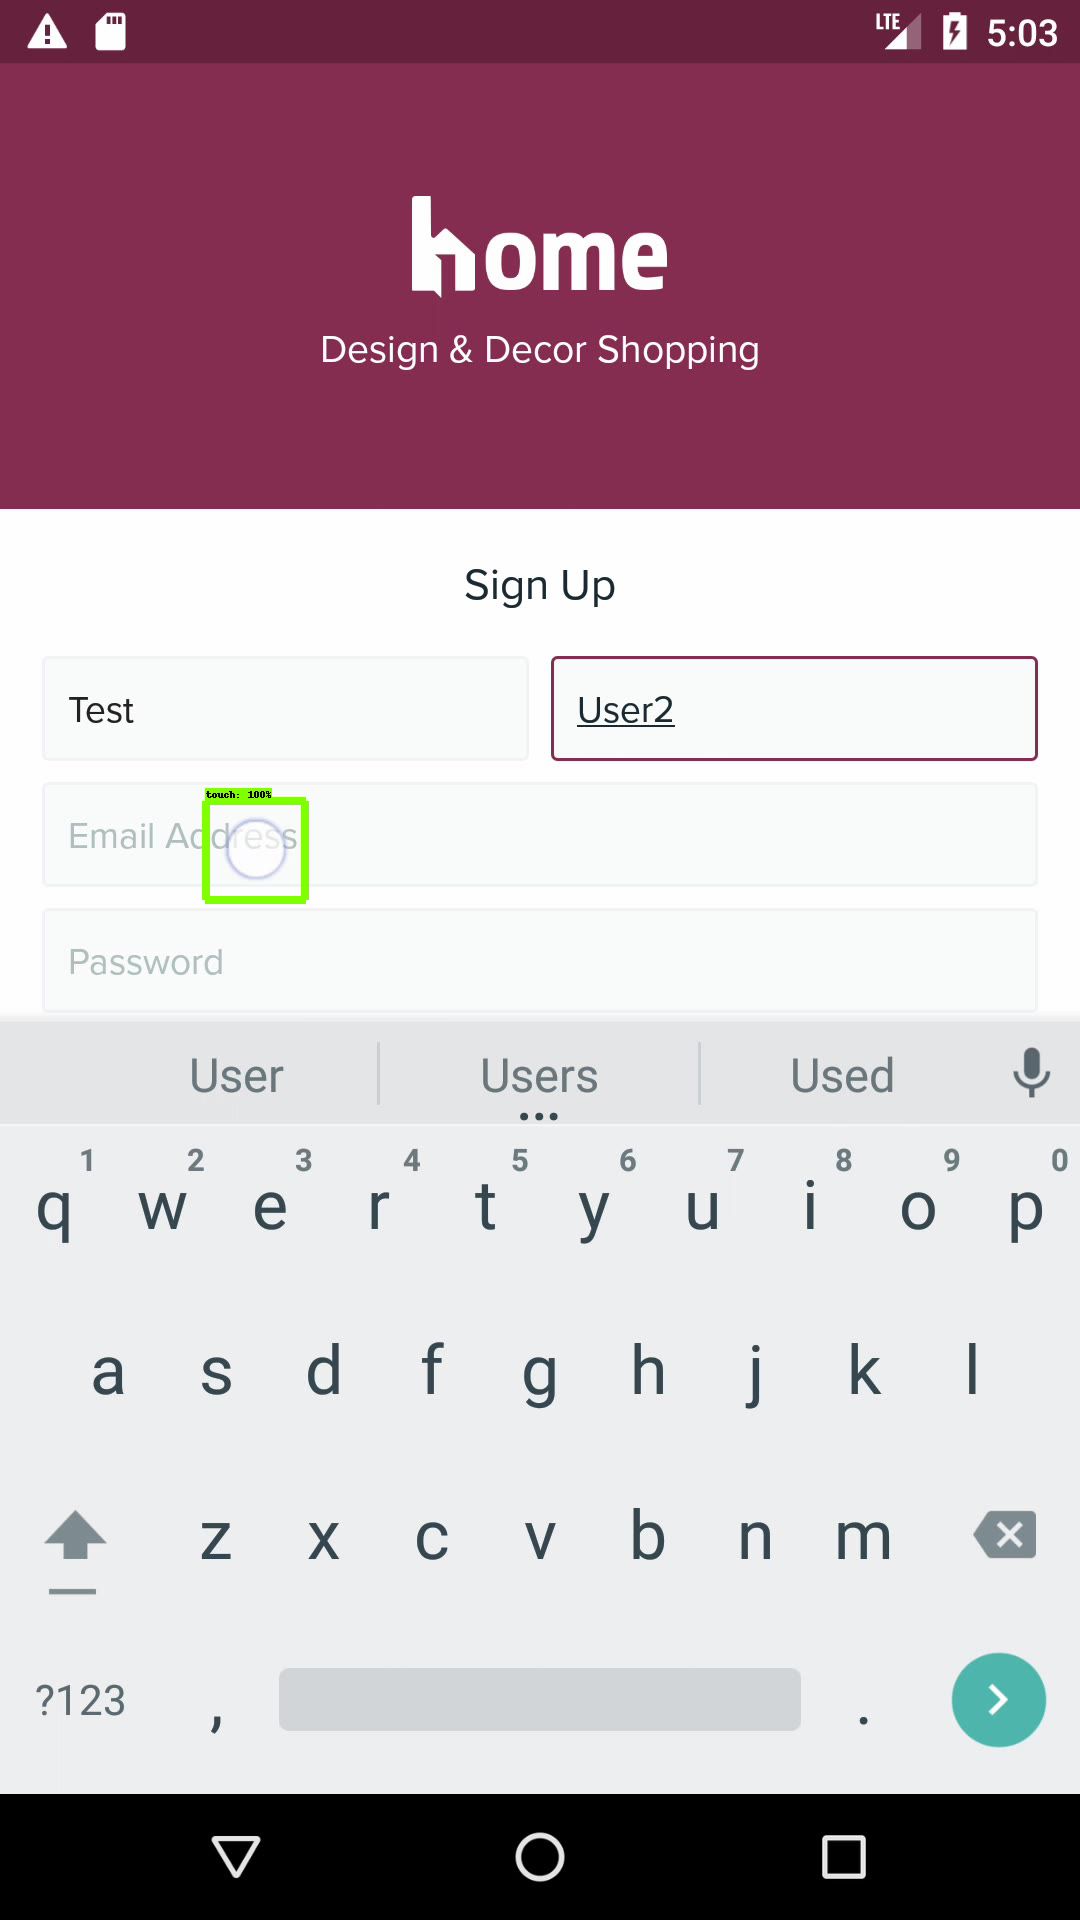 LTE 5:03
home
Design & Decor Shopping
Sign Up
Test User2
touch: 100%
Email Address
Password
User Users Used
1 2 3 4 5 6 7 8 9 0
q w e r t y u i o p
a s d f g h j k l
z x c v b n m
?123 , .